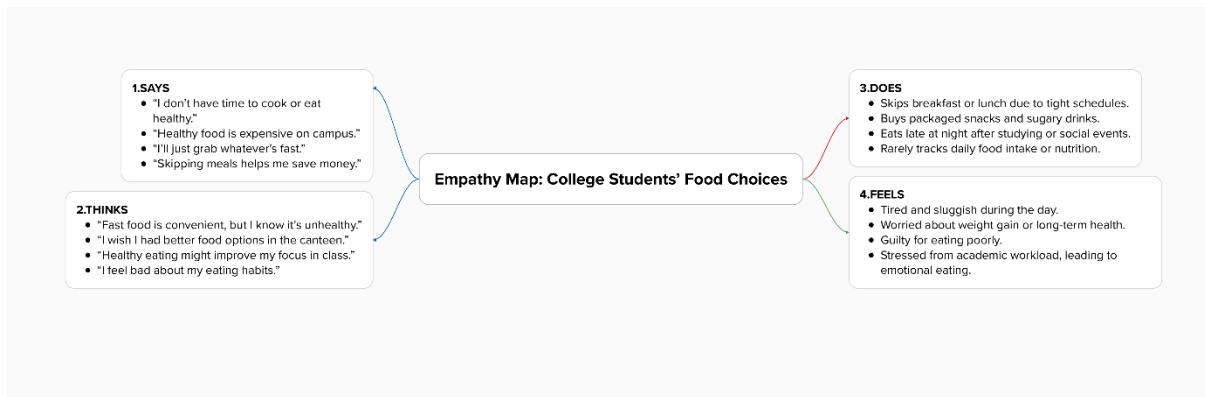 1.SAYS
● “I don’t have time to cook or eat
healthy.”
● “Healthy food is expensive on campus.”
● “I’ll just grab whatever’s fast.”
● “Skipping meals helps me save money.”
2.THINKS
● “Fast food is convenient, but I know it’s unhealthy.”
● “I wish I had better food options in the canteen.”
● “Healthy eating might improve my focus in class.”
● “I feel bad about my eating habits.”
Empathy Map: College Students’ Food Choices
3.DOES
● Skips breakfast or lunch due to tight schedules.
● Buys packaged snacks and sugary drinks.
● Eats late at night after studying or social events.
● Rarely tracks daily food intake or nutrition.
4.FEELS
● Tired and sluggish during the day.
● Worried about weight gain or long-term health.
● Guilty for eating poorly.
● Stressed from academic workload, leading to
emotional eating.